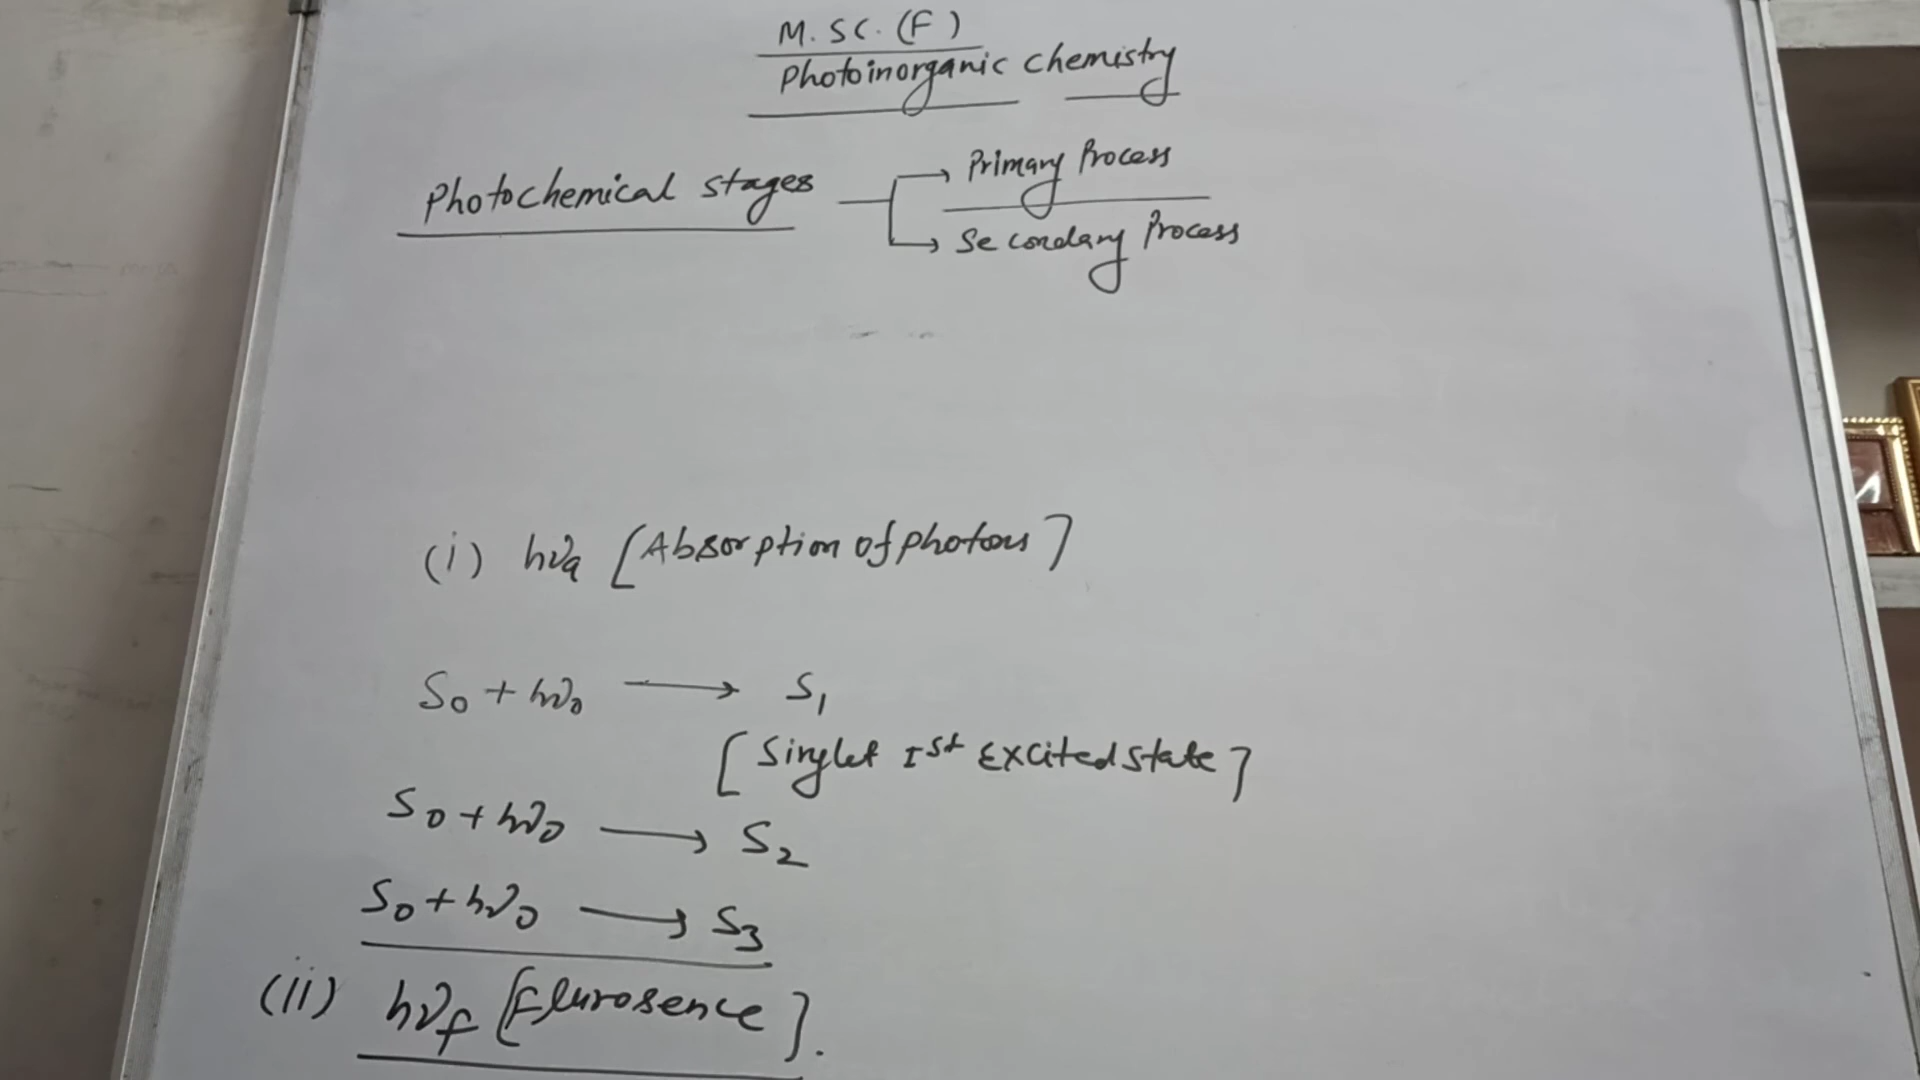 M.SC.(F)
Photoinorganic chemistry
Photochemical stages
Primary Process
Secondary Process
(i) hνa [Absorption of photons]
S₀ + hν₀ ⟶ S₁
[Singlet Ist Excited state]
S₀ + hν₀ ⟶ S₂
S₀ + hν₀ ⟶ S₃
(ii) hνf [Flurosence].